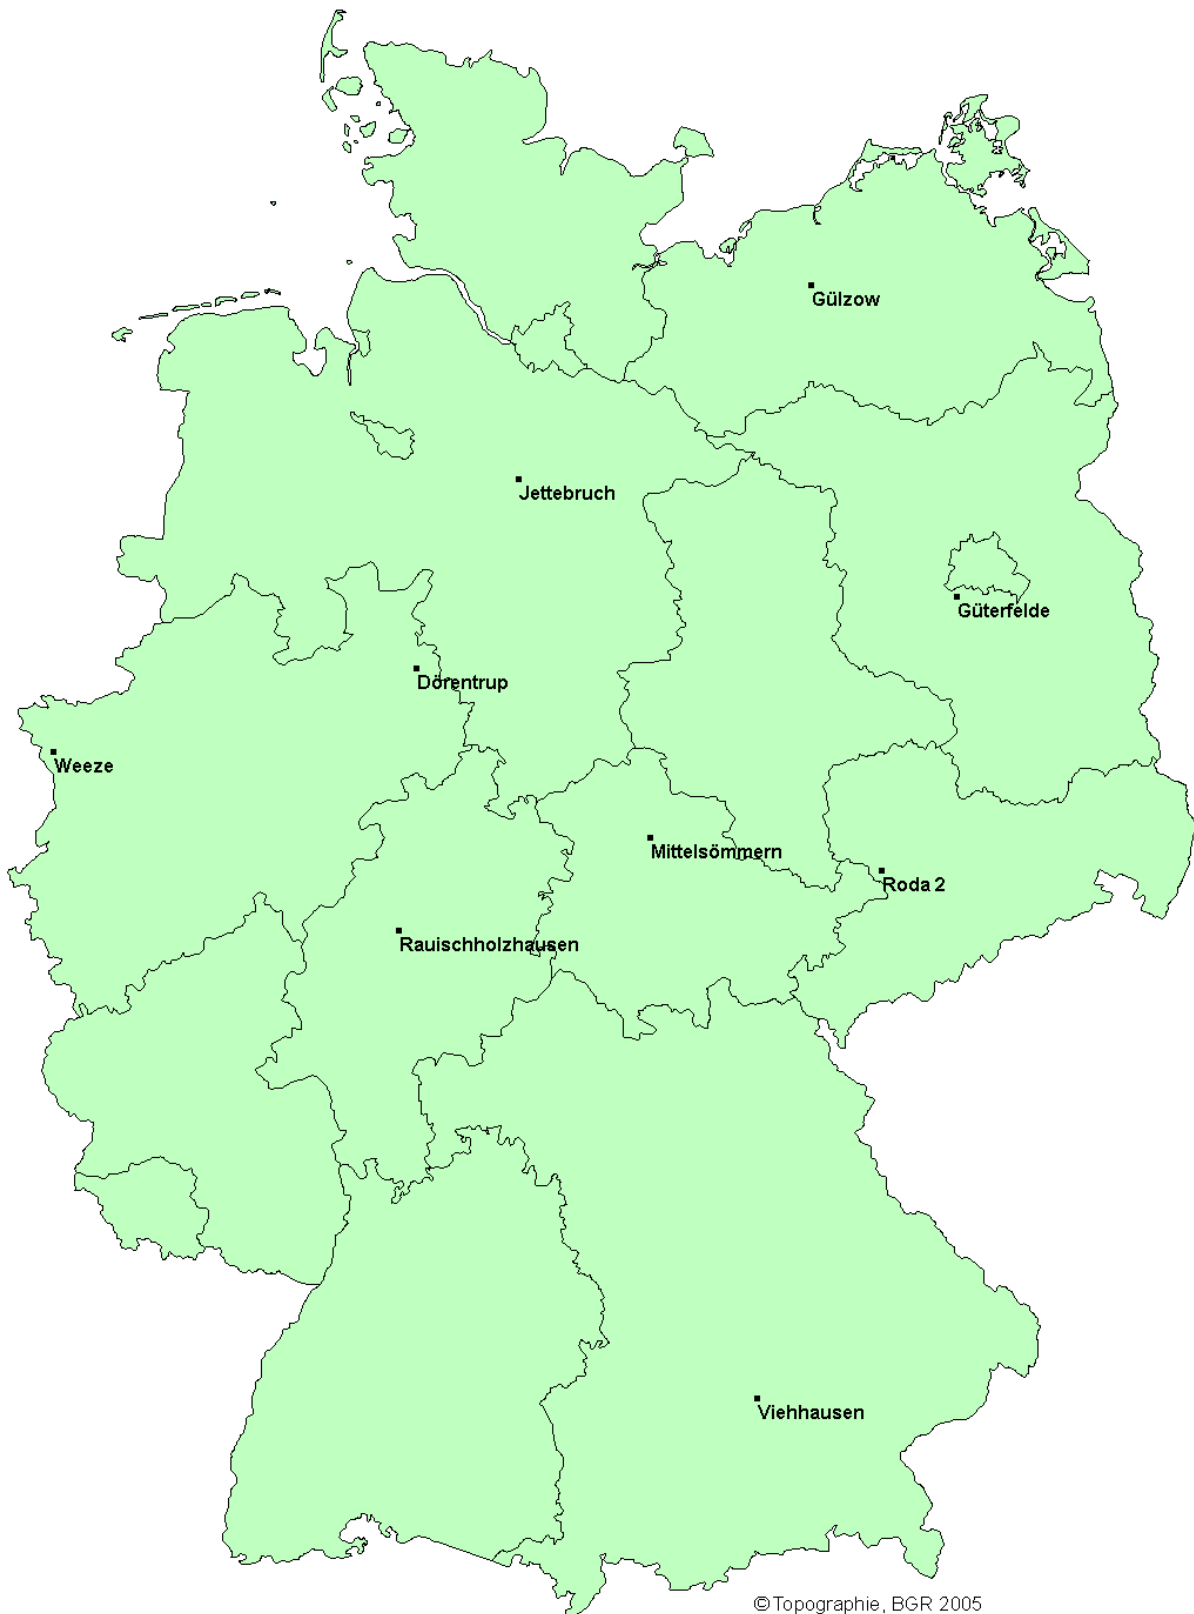 Gülzow
Jettebruch
Güterfelde
Dörentrup
Weeze
Mittelsömmern
Roda 2
Rauischholzhausen
Viehhausen
©Topographie, BGR 2005